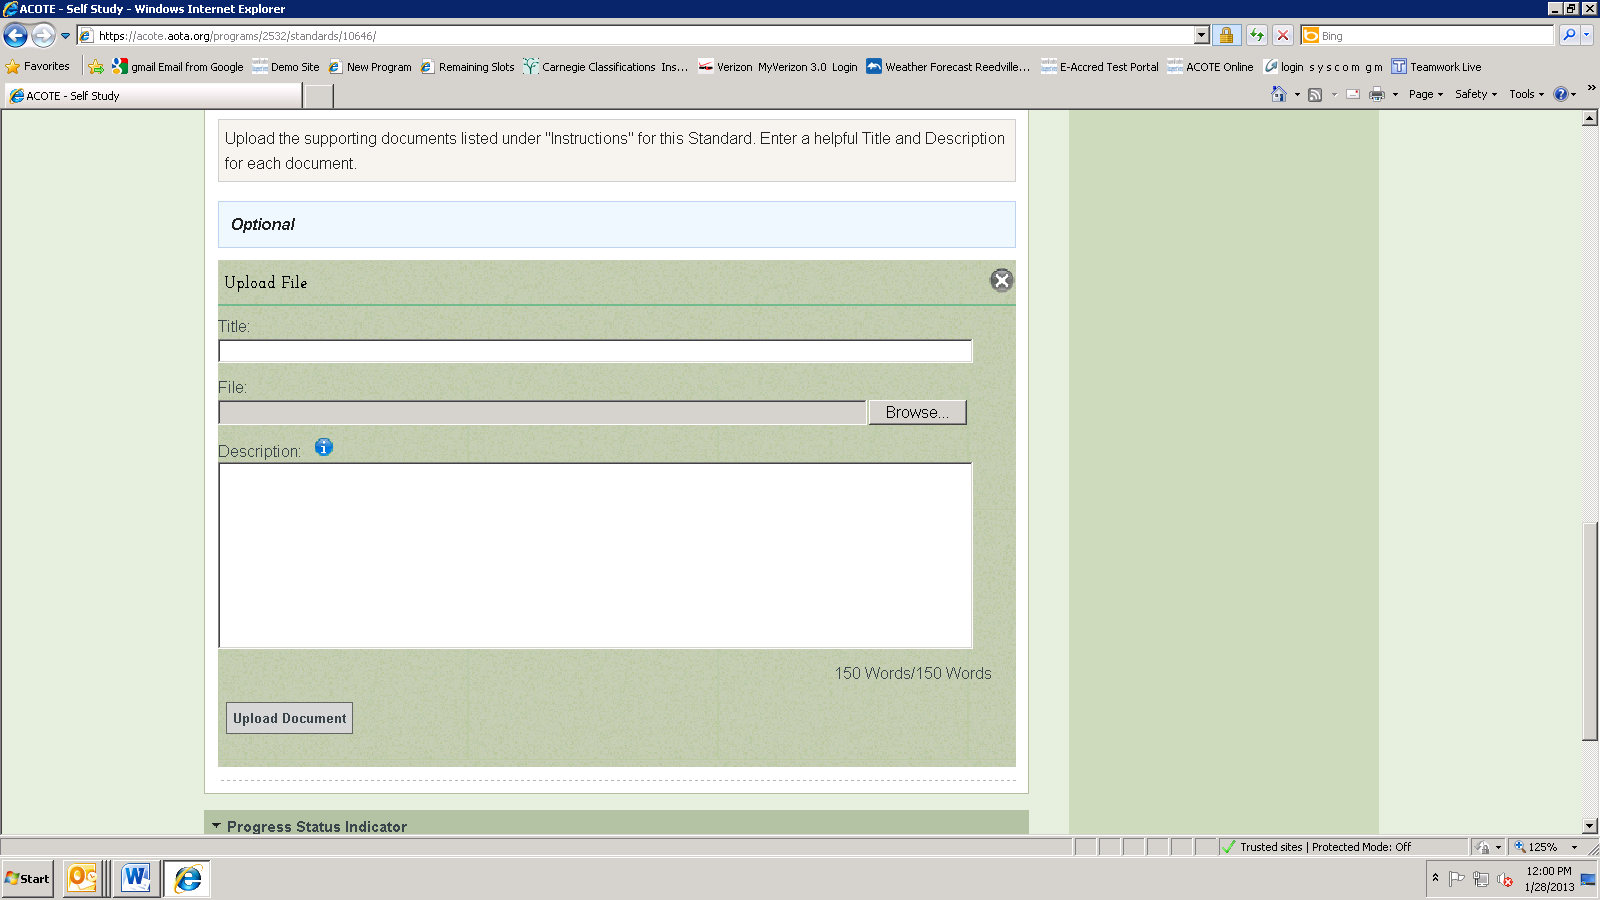 ACOTE - Self Study - Windows Internet Explorer
https://acote.aota.org/programs/2532/standards/10646/
Bing
Favorites
gmail Email from Google
Demo Site
New Program
Remaining Slots
Carnegie Classifications Ins...
Verizon MyVerizon 3.0 Login
Weather Forecast Reedville...
E-Accred Test Portal
ACOTE Online
login s y s c o m g m
Teamwork Live
ACOTE - Self Study
Page
Safety
Tools
Upload the supporting documents listed under "Instructions" for this Standard. Enter a helpful Title and Description
for each document.
Optional
Upload File
Title:
File:
Browse...
Description:
150 Words/150 Words
Upload Document
Progress Status Indicator
Trusted sites | Protected Mode: Off
125%
Start
12:00 PM
1/28/2013